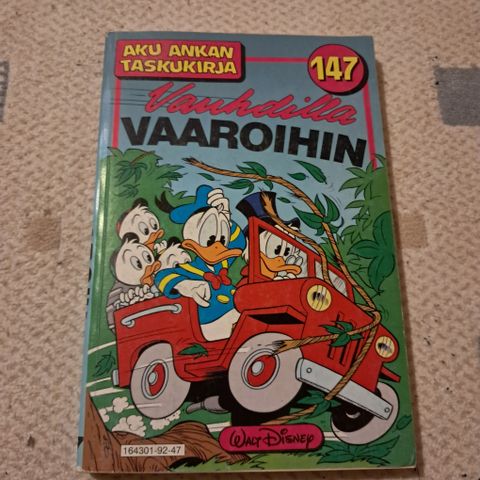 AKU ANKAN
TASKUKIRJA
147
Vauhdilla
VAAROIHIN
WALT DISNEY
164301-92-47